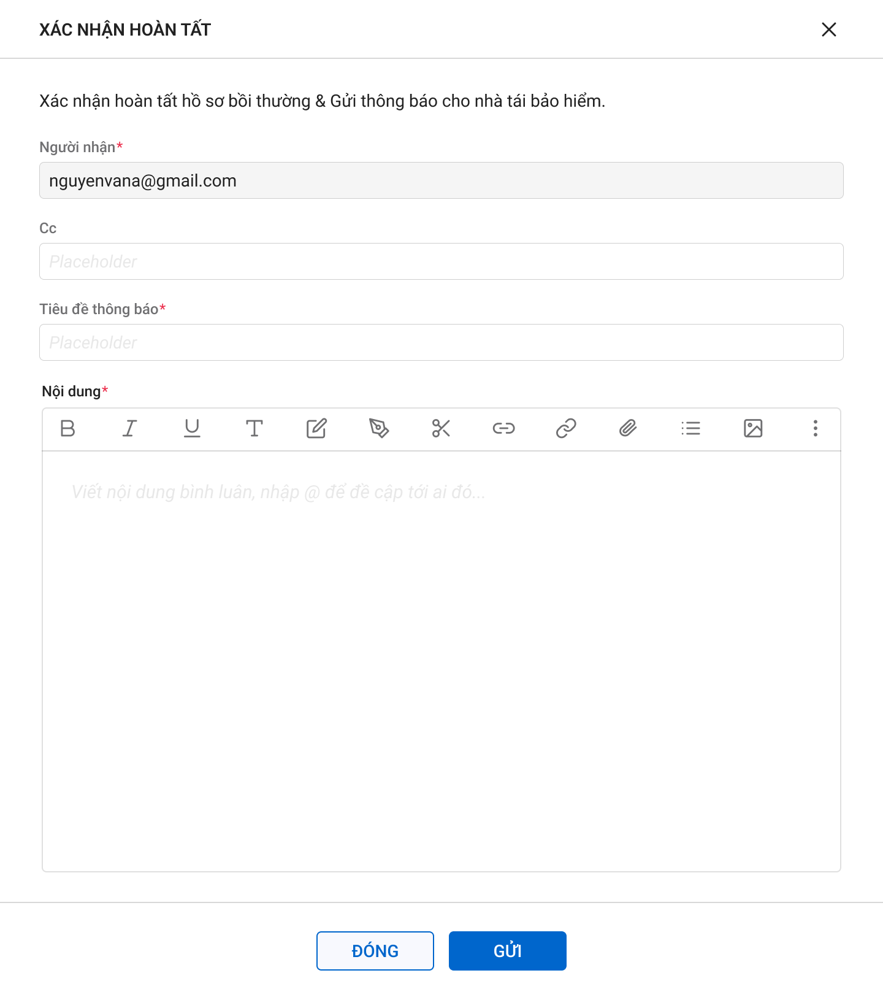 XÁC NHẬN HOÀN TẤT
Xác nhận hoàn tất hồ sơ bồi thường & Gửi thông báo cho nhà tái bảo hiểm.
Người nhận*
nguyenvana@gmail.com
Cc
Placeholder
Tiêu đề thông báo*
Placeholder
Nội dung*
Viết nội dung bình luân, nhập @ để đề cập tới ai đó...
ĐÓNG
GỬI